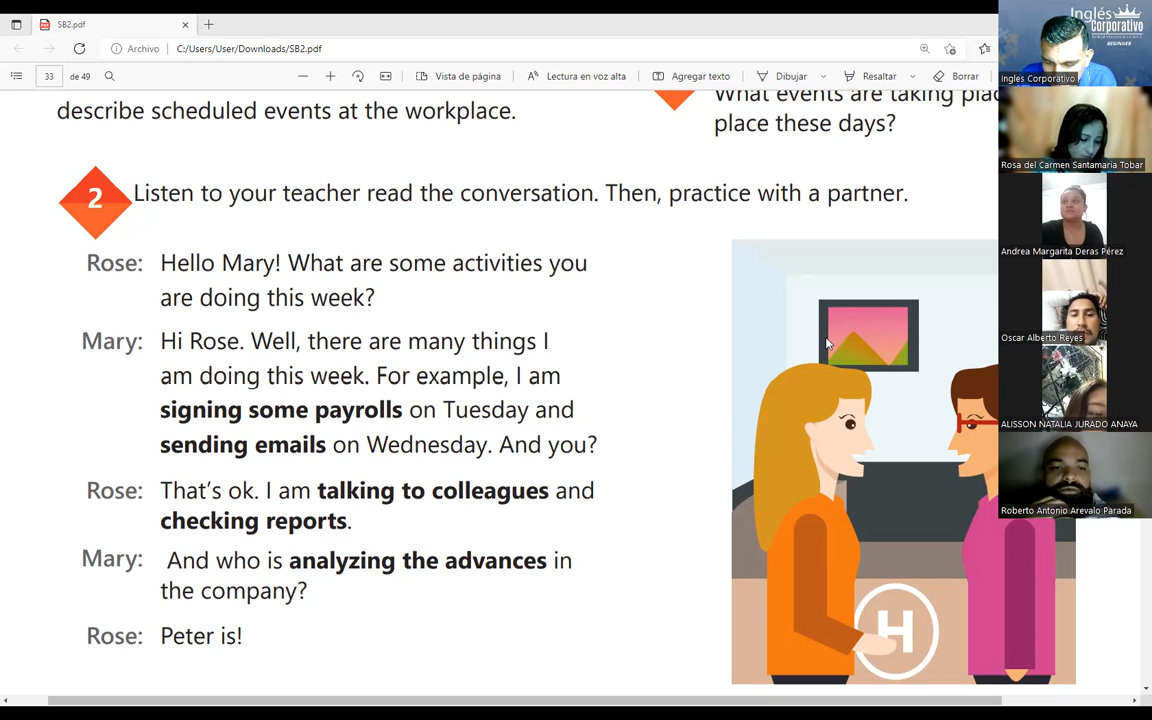 SB2.pdf
Archivo
C:/Users/User/Downloads/SB2.pdf
33
de 49
Vista de página
Lectura en voz alta
Agregar texto
Dibujar
Resaltar
Borrar
describe scheduled events at the workplace.
What events are taking plac
place these days?
2
Listen to your teacher read the conversation. Then, practice with a partner.
Rose: Hello Mary! What are some activities you
are doing this week?
Mary: Hi Rose. Well, there are many things I
am doing this week. For example, I am
signing some payrolls on Tuesday and
sending emails on Wednesday. And you?
Rose: That's ok. I am talking to colleagues and
checking reports.
Mary: And who is analyzing the advances in
the company?
Rose: Peter is!
H
Inglés
Corporativo
BEGINNER
Ingles Corporativo
Rosa del Carmen Santamaria Tobar
Andrea Margarita Deras Pérez
Oscar Alberto Reyes
ALISSON NATALIA JURADO ANAYA
Roberto Antonio Arevalo Parada